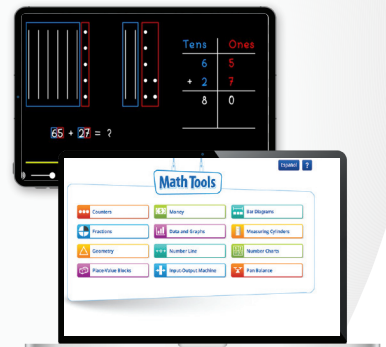 Tens Ones
6 5
+ 2 7
8 0
65 + 27 = ?
Español ?
Math Tools
Counters
Money
Bar Diagrams
Fractions
Data and Graphs
Measuring Cylinders
Geometry
Number Line
Number Charts
Place-Value Blocks
Input-Output Machine
Pan Balance